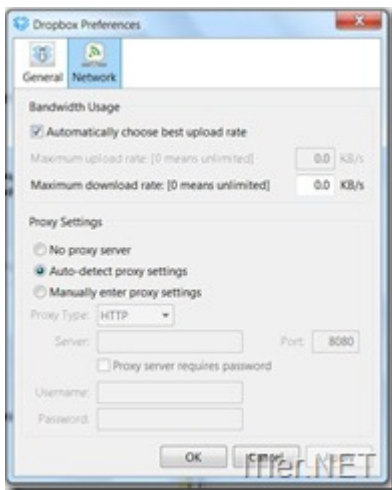 Dropbox Preferences
General Network
Bandwidth Usage
Automatically choose best upload rate
Maximum upload rate: [0 means unlimited] 0.0 KB/s
Maximum download rate: [0 means unlimited] 0.0 KB/s
Proxy Settings
No proxy server
Auto-detect proxy settings
Manually enter proxy settings
Proxy Type: HTTP
Server: Port: 8080
Proxy server requires password
Username:
Password:
OK Cancel Apply